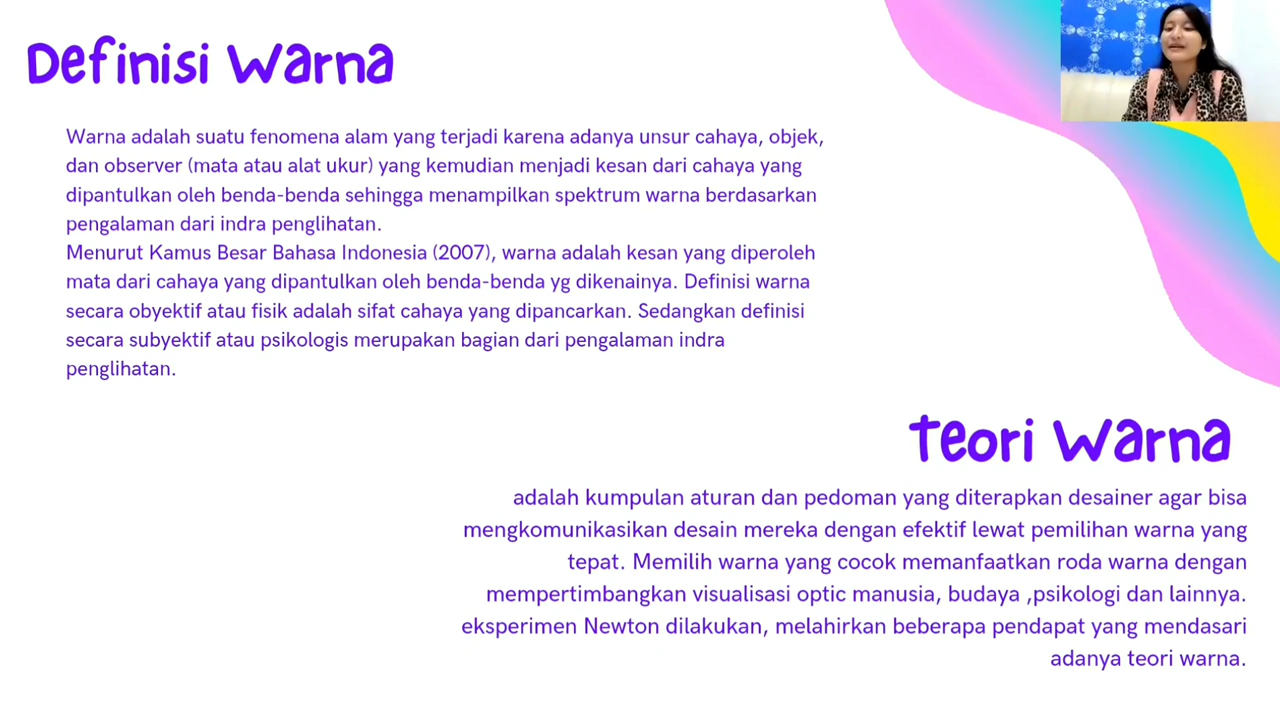 Definisi Warna
Warna adalah suatu fenomena alam yang terjadi karena adanya unsur cahaya, objek,
dan observer (mata atau alat ukur) yang kemudian menjadi kesan dari cahaya yang
dipantulkan oleh benda-benda sehingga menampilkan spektrum warna berdasarkan
pengalaman dari indra penglihatan.
Menurut Kamus Besar Bahasa Indonesia (2007), warna adalah kesan yang diperoleh
mata dari cahaya yang dipantulkan oleh benda-benda yg dikenainya. Definisi warna
secara obyektif atau fisik adalah sifat cahaya yang dipancarkan. Sedangkan definisi
secara subyektif atau psikologis merupakan bagian dari pengalaman indra
penglihatan.
Teori Warna
adalah kumpulan aturan dan pedoman yang diterapkan desainer agar bisa
mengkomunikasikan desain mereka dengan efektif lewat pemilihan warna yang
tepat. Memilih warna yang cocok memanfaatkan roda warna dengan
mempertimbangkan visualisasi optic manusia, budaya ,psikologi dan lainnya.
eksperimen Newton dilakukan, melahirkan beberapa pendapat yang mendasari
adanya teori warna.